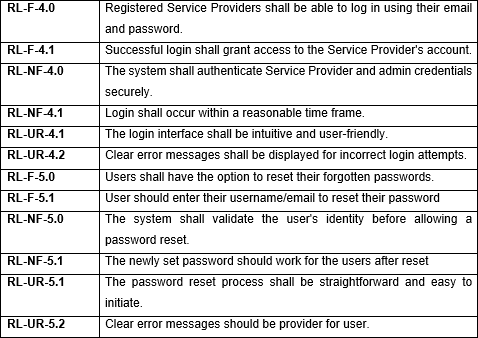 RL-F-4.0 Registered Service Providers shall be able to log in using their email
and password.
RL-F-4.1 Successful login shall grant access to the Service Provider's account.
RL-NF-4.0 The system shall authenticate Service Provider and admin credentials
securely.
RL-NF-4.1 Login shall occur within a reasonable time frame.
RL-UR-4.1 The login interface shall be intuitive and user-friendly.
RL-UR-4.2 Clear error messages shall be displayed for incorrect login attempts.
RL-F-5.0 Users shall have the option to reset their forgotten passwords.
RL-F-5.1 User should enter their username/email to reset their password
RL-NF-5.0 The system shall validate the user's identity before allowing a
password reset.
RL-NF-5.1 The newly set password should work for the users after reset
RL-UR-5.1 The password reset process shall be straightforward and easy to
initiate.
RL-UR-5.2 Clear error messages should be provider for user.